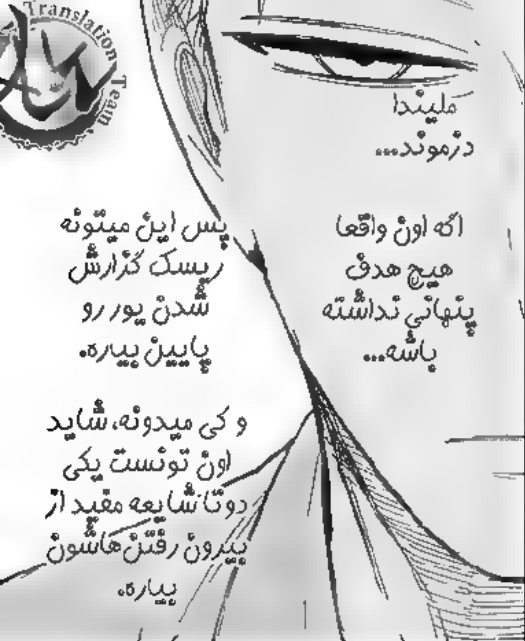 ملیندا
دزموند...
اگه اون واقعا
هیچ هدف
پنهانی نداشته
باشه...
پس این میتونه
ریسک گزارش
شدن یور رو
پایین بیاره.
و کی میدونه، شاید
اون تونست یکی
دوتا شایعه مفید از
بیرون رفتن هاشون
بیاره.
Translation
Team